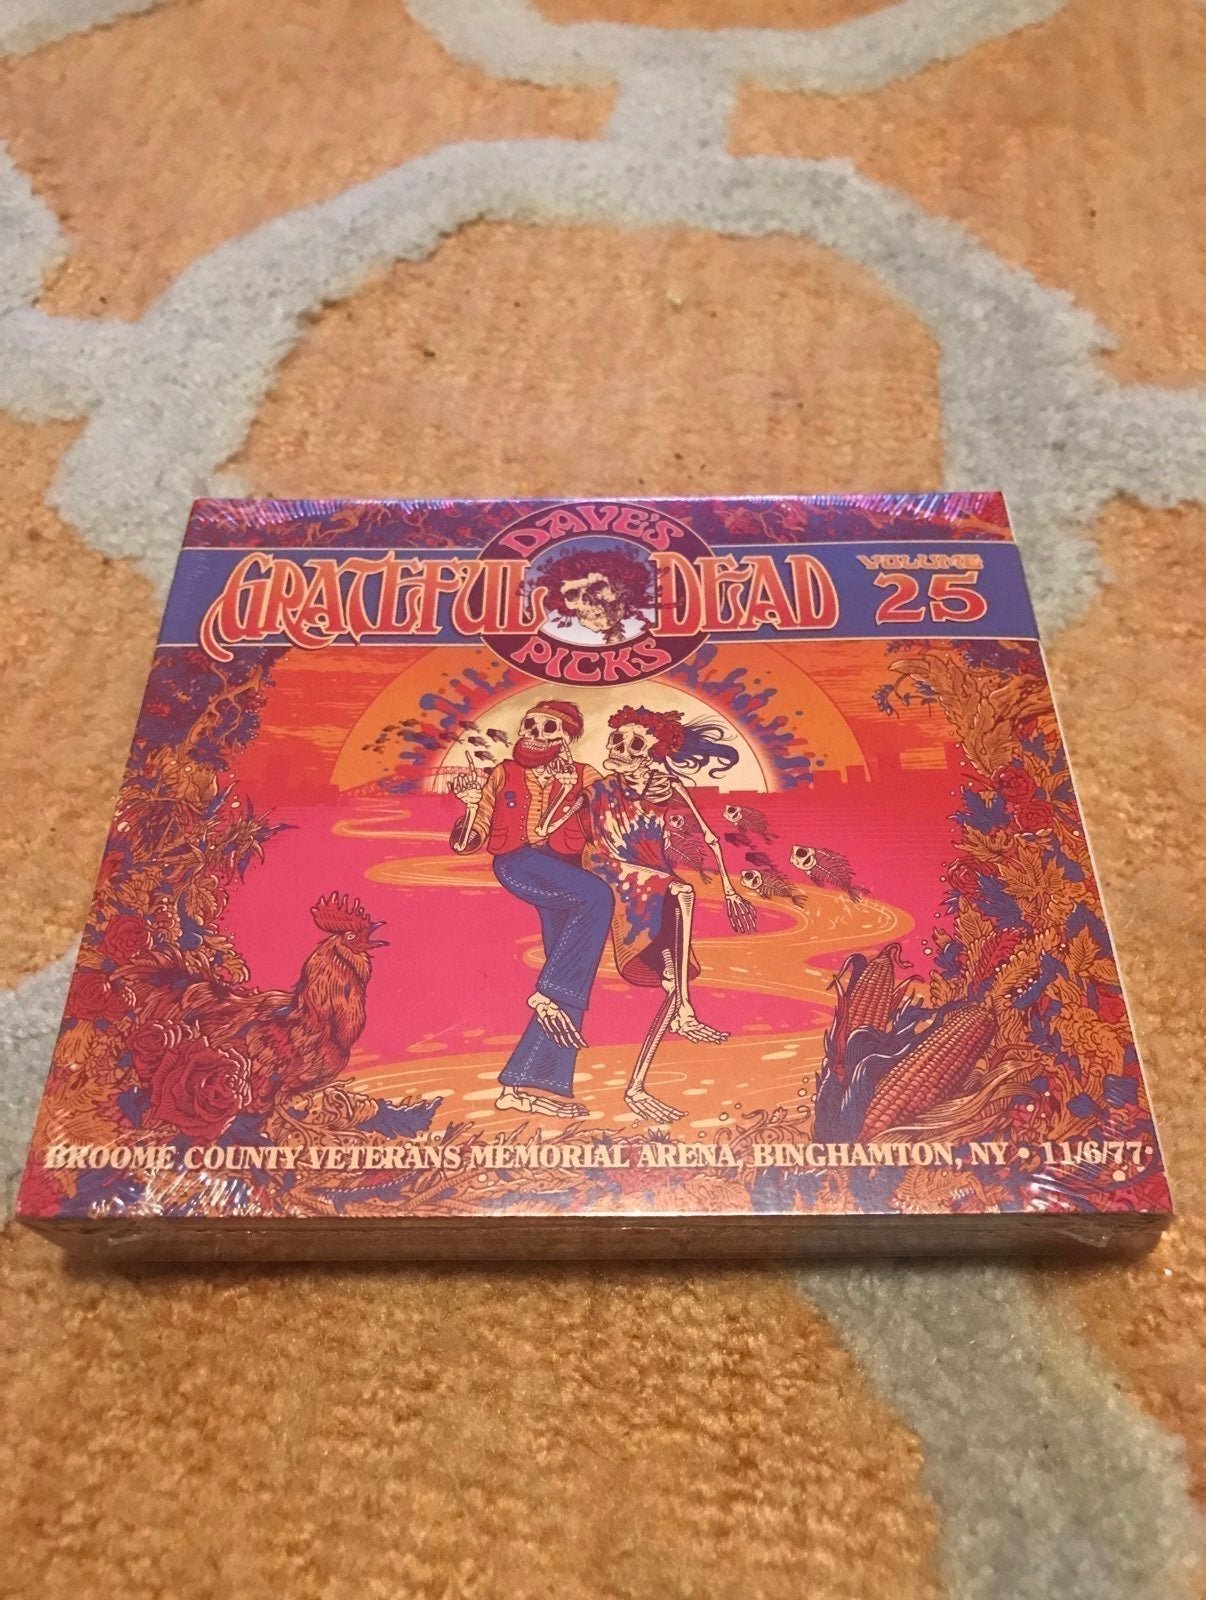 DAVE'S
GRATEFUL DEAD
VOLUME
25
PICKS
BROOME COUNTY VETERANS MEMORIAL ARENA, BINGHAMTON, NY • 11/6/77